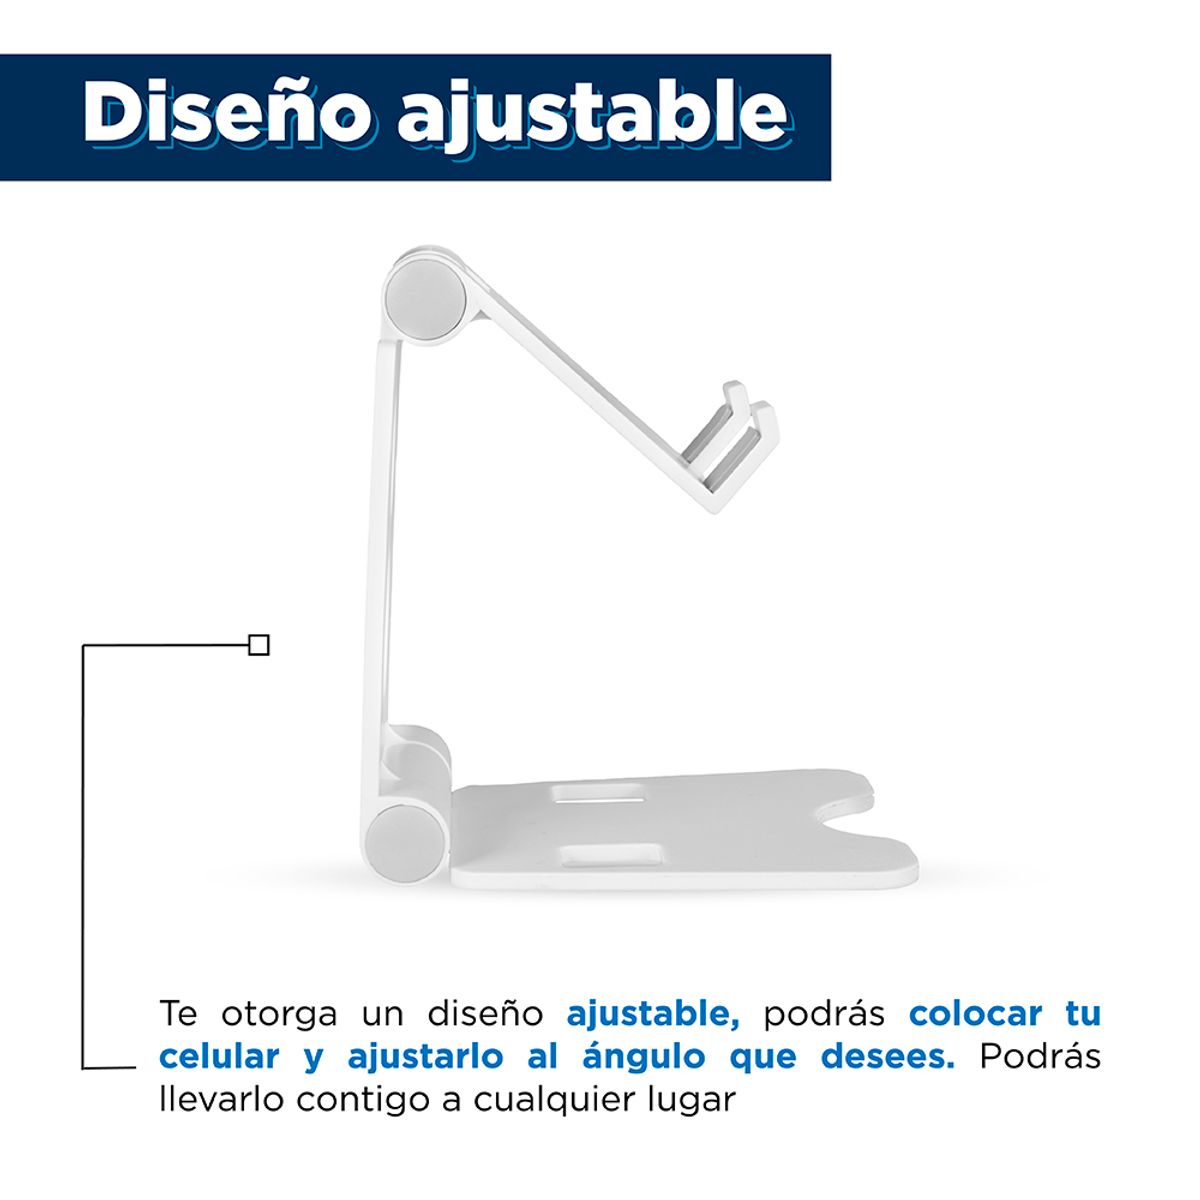 Diseño ajustable
Te otorga un diseño ajustable, podrás colocar tu
celular y ajustarlo al ángulo que desees. Podrás
llevarlo contigo a cualquier lugar